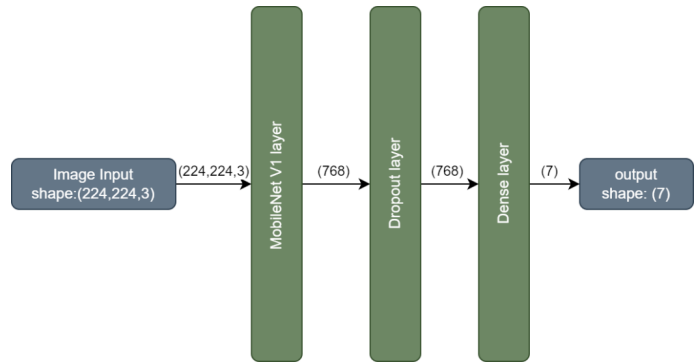 Image Input
shape:(224,224,3)
(224,224,3)
MobileNet V1 layer
(768)
Dropout layer
(768)
Dense layer
(7)
output
shape: (7)